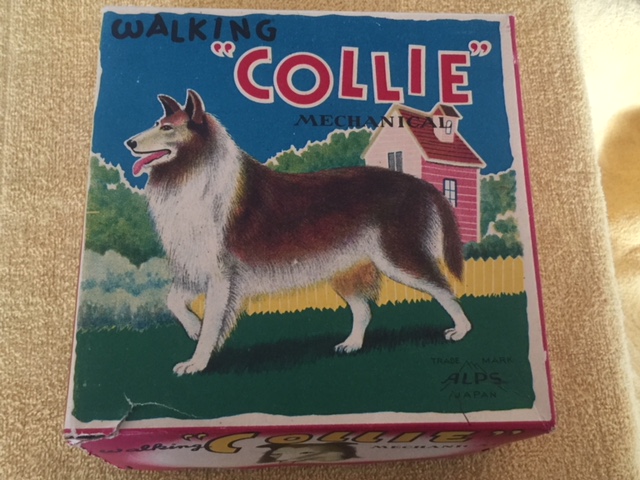 WALKING
"COLLIE"
MECHANICAL
TRADE MARK
ALPS
JAPAN
Walking "COLLIE"